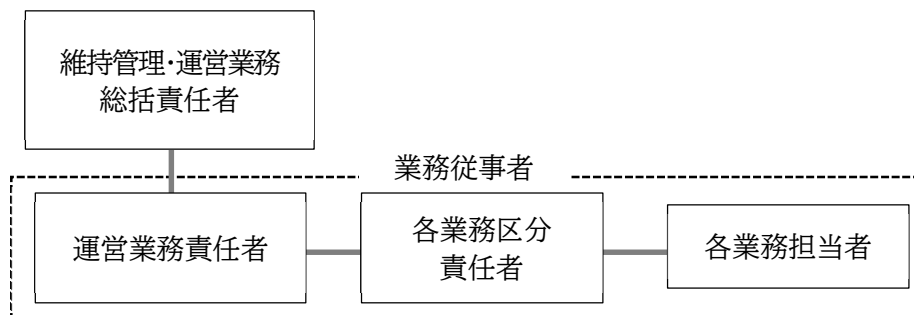 維持管理・運営業務
総括責任者
業務従事者
運営業務責任者
各業務区分
責任者
各業務担当者